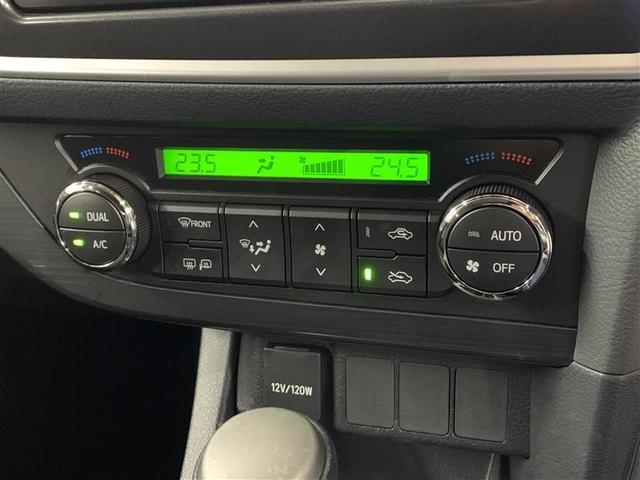 23.5 24.5
DUAL
A/C
FRONT
AUTO
OFF
12V/120W